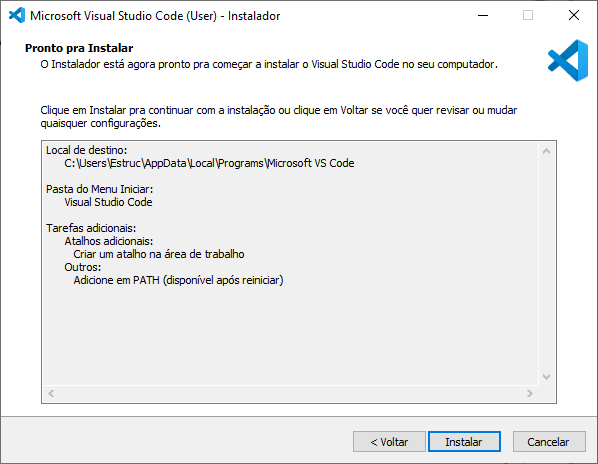 Microsoft Visual Studio Code (User) - Instalador
Pronto pra Instalar
O Instalador está agora pronto pra começar a instalar o Visual Studio Code no seu computador.
Clique em Instalar pra continuar com a instalação ou clique em Voltar se você quer revisar ou mudar
quaisquer configurações.
Local de destino:
C:\Users\Estruc\AppData\Local\Programs\Microsoft VS Code
Pasta do Menu Iniciar:
Visual Studio Code
Tarefas adicionais:
Atalhos adicionais:
Criar um atalho na área de trabalho
Outros:
Adicione em PATH (disponível após reiniciar)
< Voltar
Instalar
Cancelar